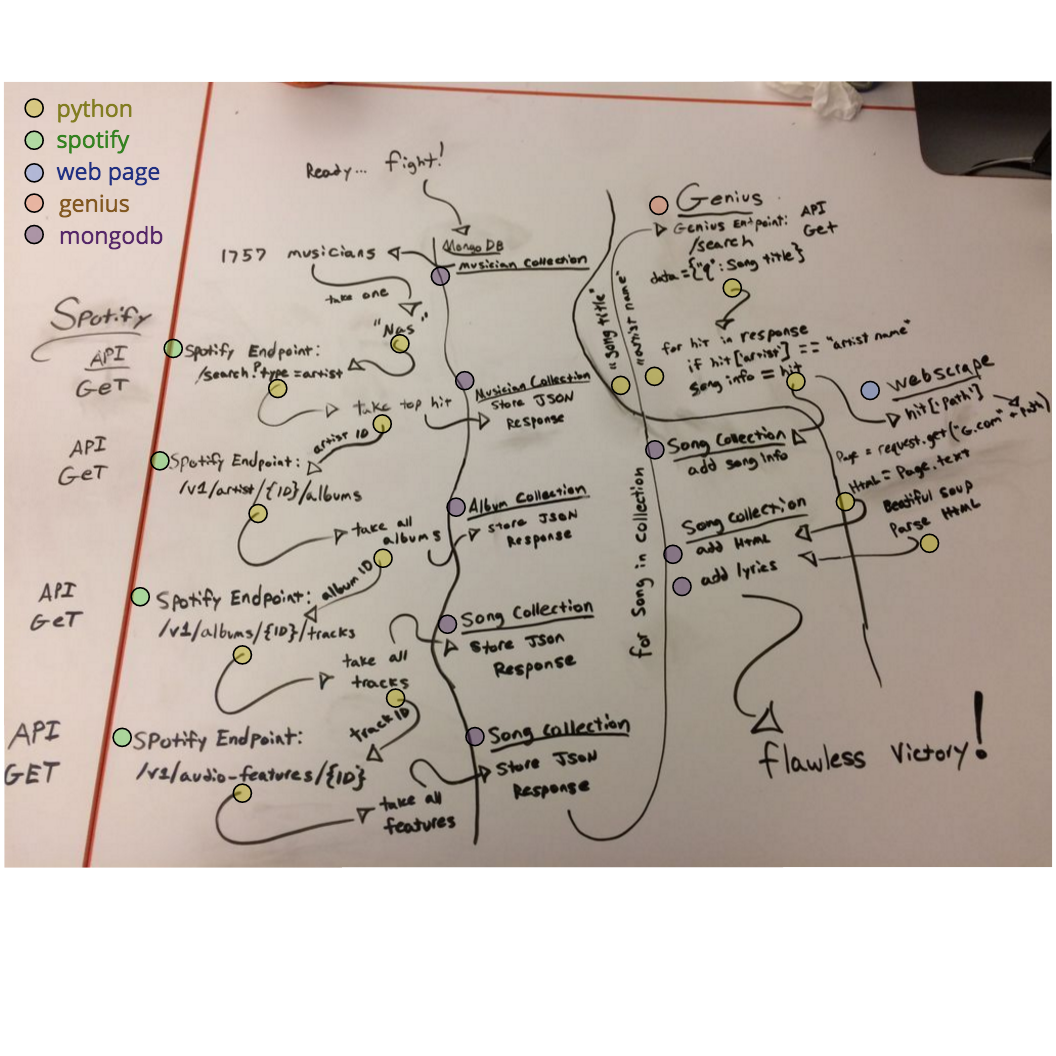 python
spotify
web page
genius
mongodb
Ready... fight!
Mongo DB
Musician Collection
1757 musicians
take one
"Nas"
Spotify
API
GeT
Spotify Endpoint:
/search?type=artist
take top hit
Musician Collection
Store JSON
Response
artist ID
API
GeT
Spotify Endpoint:
/v1/artist/{ID}/albums
take all
albums
Album Collection
Store JSON
Response
album ID
API
GeT
Spotify Endpoint:
/v1/albums/{ID}/tracks
take all
tracks
Song Collection
Store JSon
Response
track ID
API
GET
Spotify Endpoint:
/v1/audio-features/{ID}
take all
features
Song Collection
Store JSON
Response
for Song in Collection
"Song title"
"artist name"
Genius
Genius Endpoint:
/search
API
Get
data={"q":Song title}
for hit in response
if hit[artist] == "artist name"
Song info = hit
Song Collection
add song info
webscrape
hit[path]
Page = request.get("G.com" + path)
Html = Page.text
Song Collection
add HTML
Beatiful Soup
Parse HTML
add lyrics
flawless Victory!